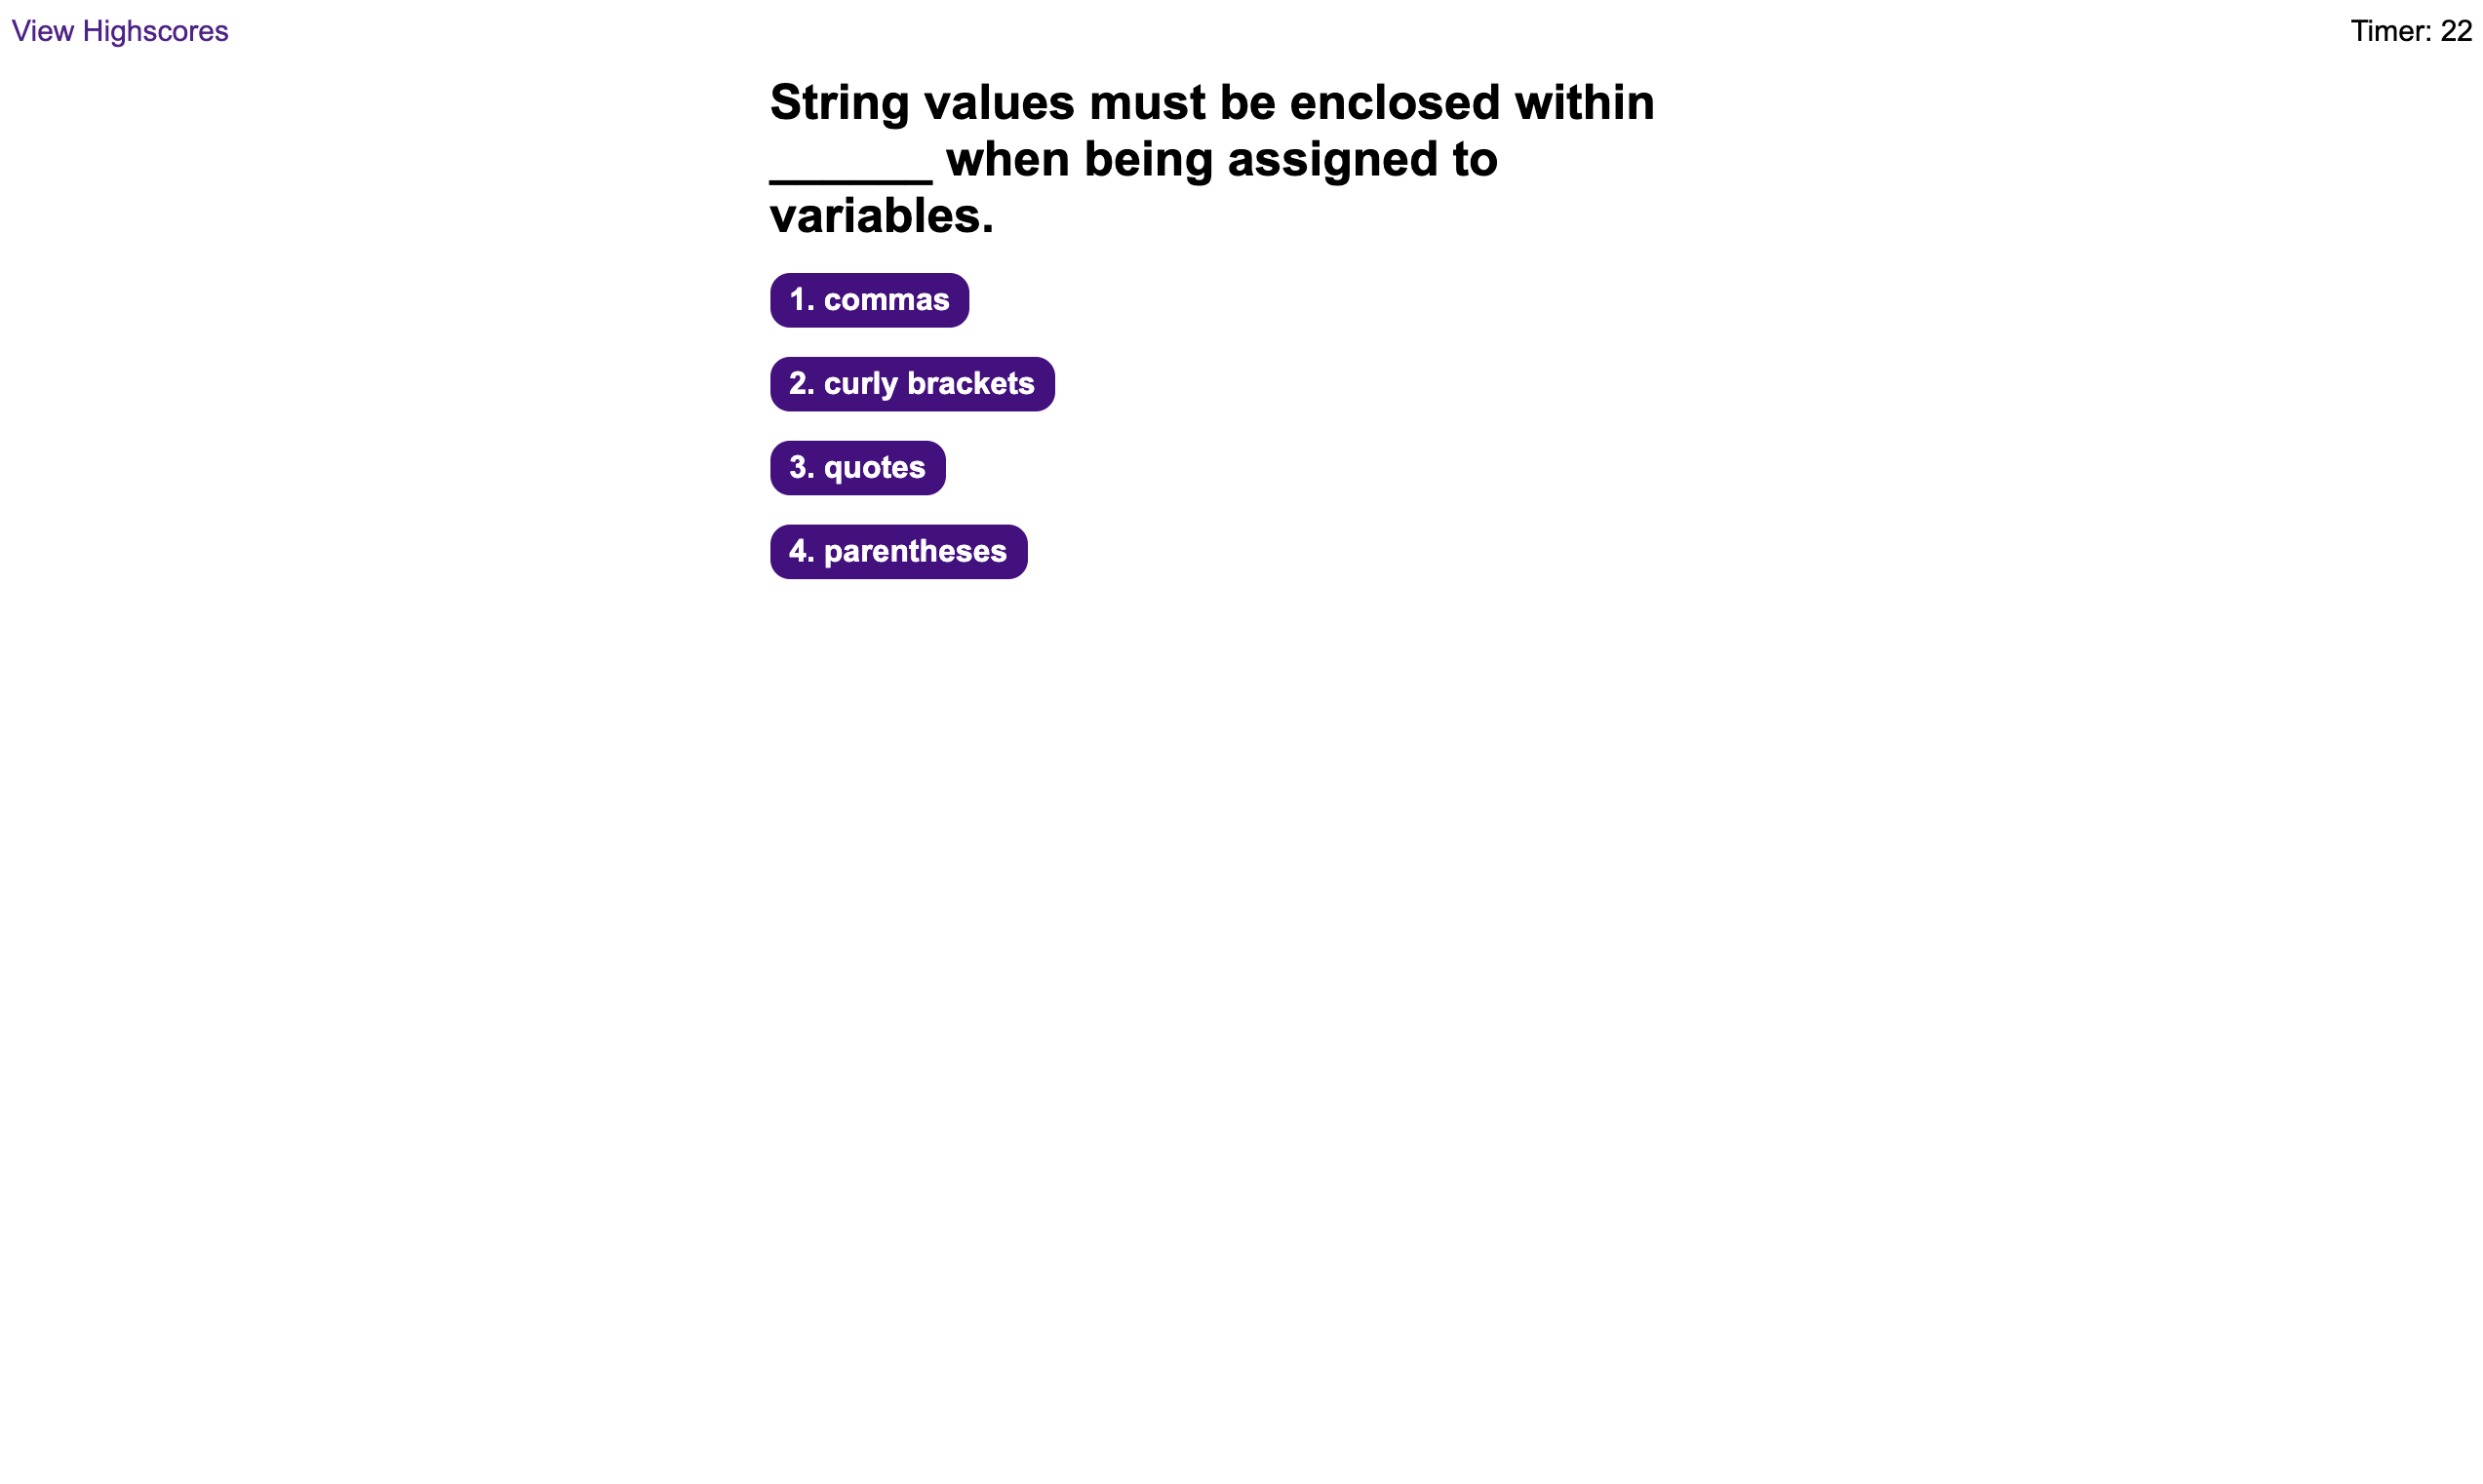 View Highscores
Timer: 22
String values must be enclosed within
______ when being assigned to
variables.
1. commas
2. curly brackets
3. quotes
4. parentheses